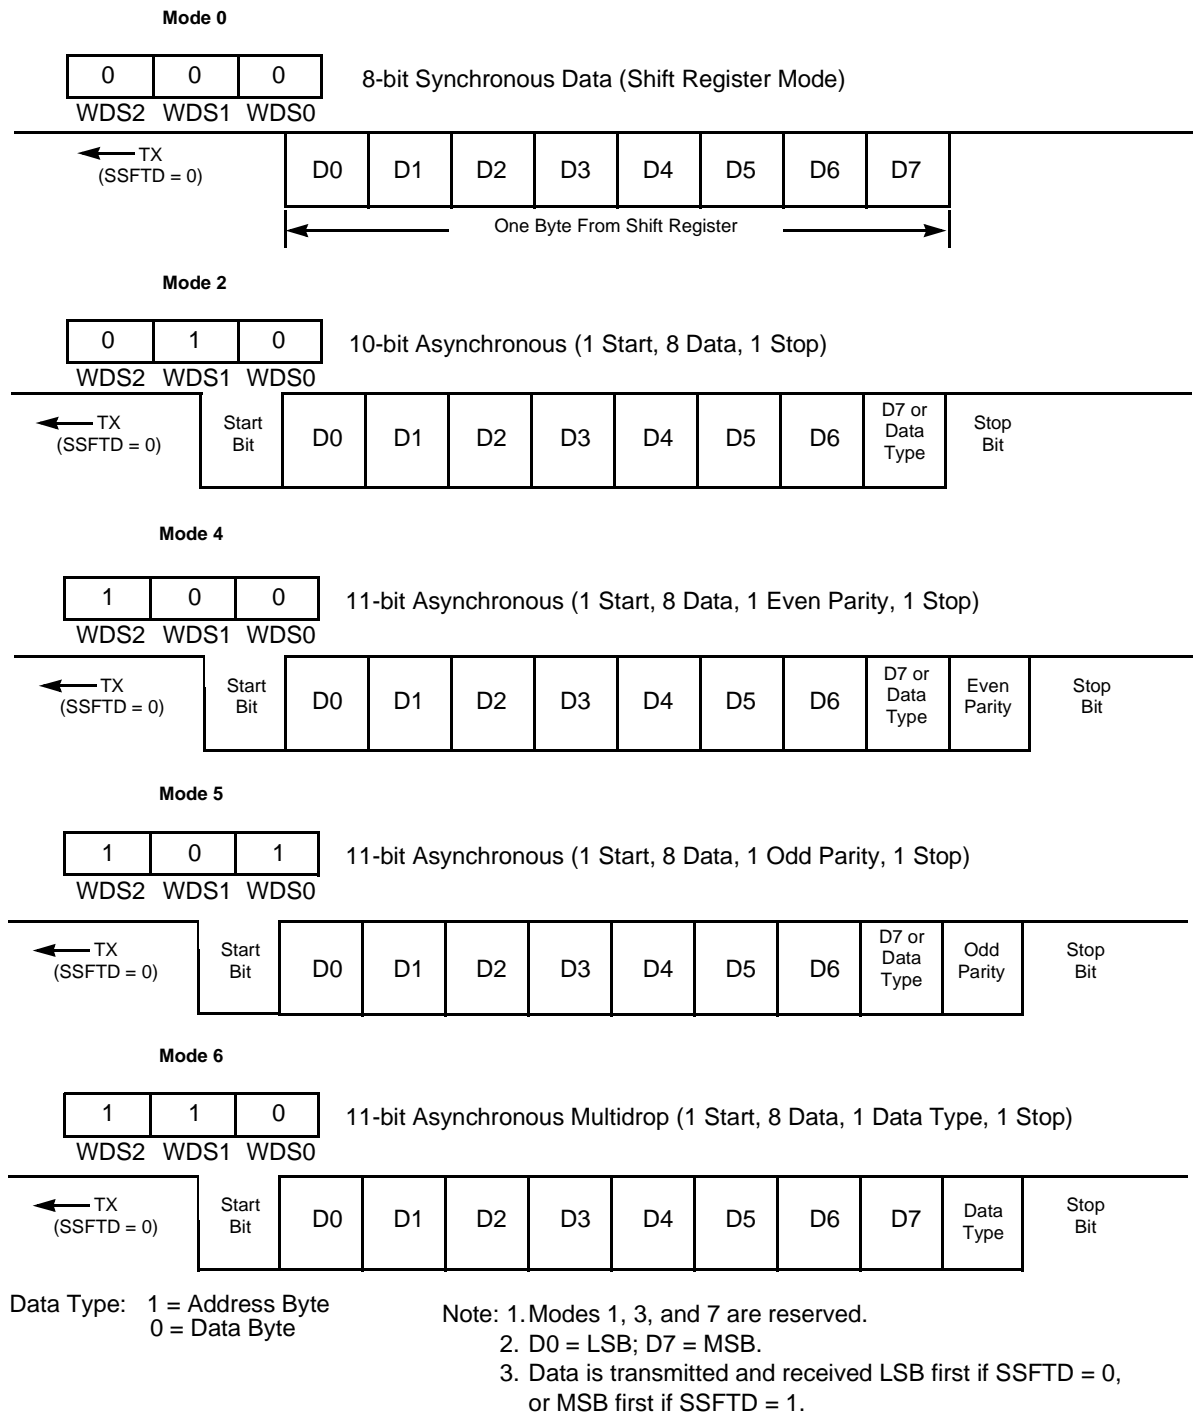 Mode 0
0 0 0 8-bit Synchronous Data (Shift Register Mode)
WDS2 WDS1 WDS0
TX
(SSFTD = 0)
D0 D1 D2 D3 D4 D5 D6 D7
One Byte From Shift Register
Mode 2
0 1 0 10-bit Asynchronous (1 Start, 8 Data, 1 Stop)
WDS2 WDS1 WDS0
TX
(SSFTD = 0)
Start
Bit
D0 D1 D2 D3 D4 D5 D6
D7 or
Data
Type
Stop
Bit
Mode 4
1 0 0 11-bit Asynchronous (1 Start, 8 Data, 1 Even Parity, 1 Stop)
WDS2 WDS1 WDS0
TX
(SSFTD = 0)
Start
Bit
D0 D1 D2 D3 D4 D5 D6
D7 or
Data
Type
Even
Parity
Stop
Bit
Mode 5
1 0 1 11-bit Asynchronous (1 Start, 8 Data, 1 Odd Parity, 1 Stop)
WDS2 WDS1 WDS0
TX
(SSFTD = 0)
Start
Bit
D0 D1 D2 D3 D4 D5 D6
D7 or
Data
Type
Odd
Parity
Stop
Bit
Mode 6
1 1 0 11-bit Asynchronous Multidrop (1 Start, 8 Data, 1 Data Type, 1 Stop)
WDS2 WDS1 WDS0
TX
(SSFTD = 0)
Start
Bit
D0 D1 D2 D3 D4 D5 D6 D7
Data
Type
Stop
Bit
Data Type: 1 = Address Byte
0 = Data Byte
Note: 1. Modes 1, 3, and 7 are reserved.
2. D0 = LSB; D7 = MSB.
3. Data is transmitted and received LSB first if SSFTD = 0,
or MSB first if SSFTD = 1.